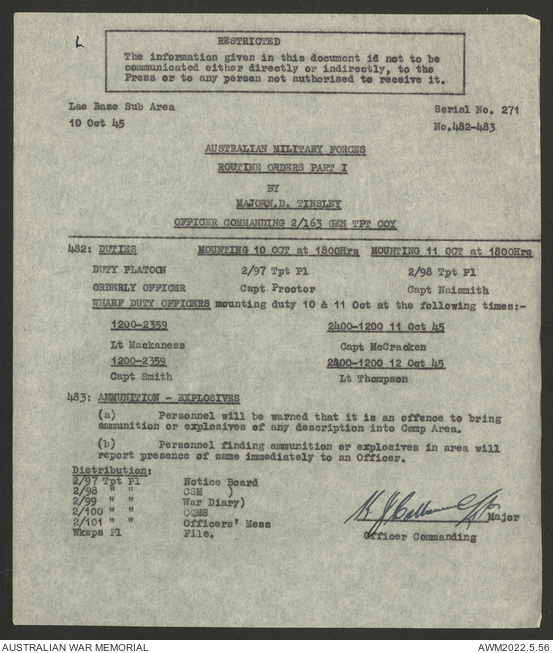 L
RESTRICTED
The information given in this document id not to be
communicated either directly or indirectly, to the
Press or to any person not authorised to receive it.
Lae Base Sub Area Serial No. 271
10 Oct 45 No.482-483
AUSTRALIAN MILITARY FORCES
ROUTINE ORDERS PART I
BY
MAJORN.D. TINSLEY
OFFICER COMMANDING 2/163 GEN TPT COY
482: DUTIES MOUNTING 10 OCT at 1800Hrs MOUNTING 11 OCT at 1800Hrs
DUTY PLATOON 2/97 Tpt Pl 2/98 Tpt Pl
ORDERLY OFFICER Capt Proctor Capt Naismith
WHARF DUTY OFFICERS mounting duty 10 & 11 Oct at the following times:-
1200-2359 2400-1200 11 Oct 45
Lt Mackaness Capt McCracken
1200-2359 2400-1200 12 Oct 45
Capt Smith Lt Thompson
483: AMMUNITION - EXPLOSIVES
(a) Personnel will be warned that it is an offence to bring
ammunition or explosives of any description into Camp Area.
(b) Personnel finding ammunition or explosives in area will
report presence of same immediately to an Officer.
Distribution:
2/97 Tpt Pl Notice Board
2/98 " " CSM )
2/99 " " War Diary)
2/100 " " CQMS
2/101 " " Officers' Mess
Wksps Pl File.
Major
Officer Commanding
AUSTRALIAN WAR MEMORIAL AWM2022.5.56